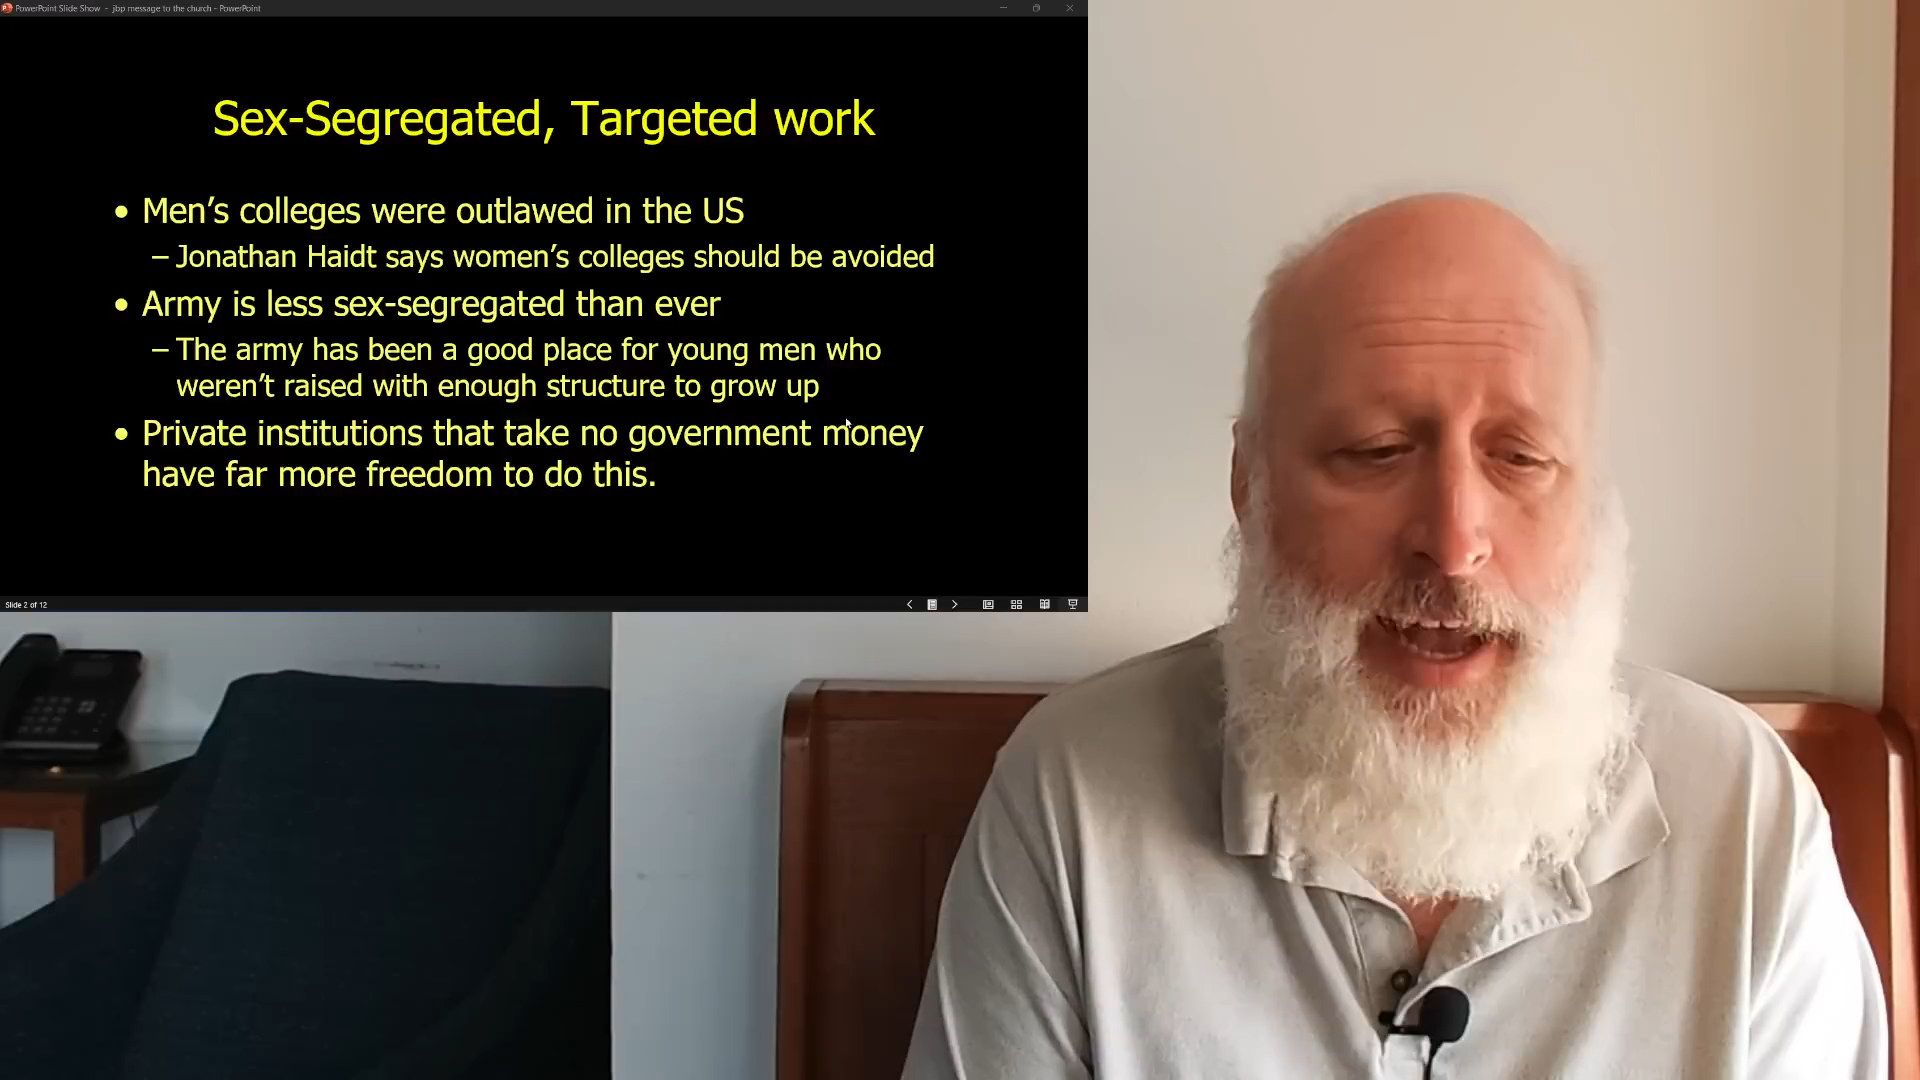 PowerPoint Slide Show - jbp message to the church - PowerPoint
Sex-Segregated, Targeted work
• Men's colleges were outlawed in the US
– Jonathan Haidt says women's colleges should be avoided
• Army is less sex-segregated than ever
– The army has been a good place for young men who
weren't raised with enough structure to grow up
• Private institutions that take no government money
have far more freedom to do this.
Slide 2 of 12